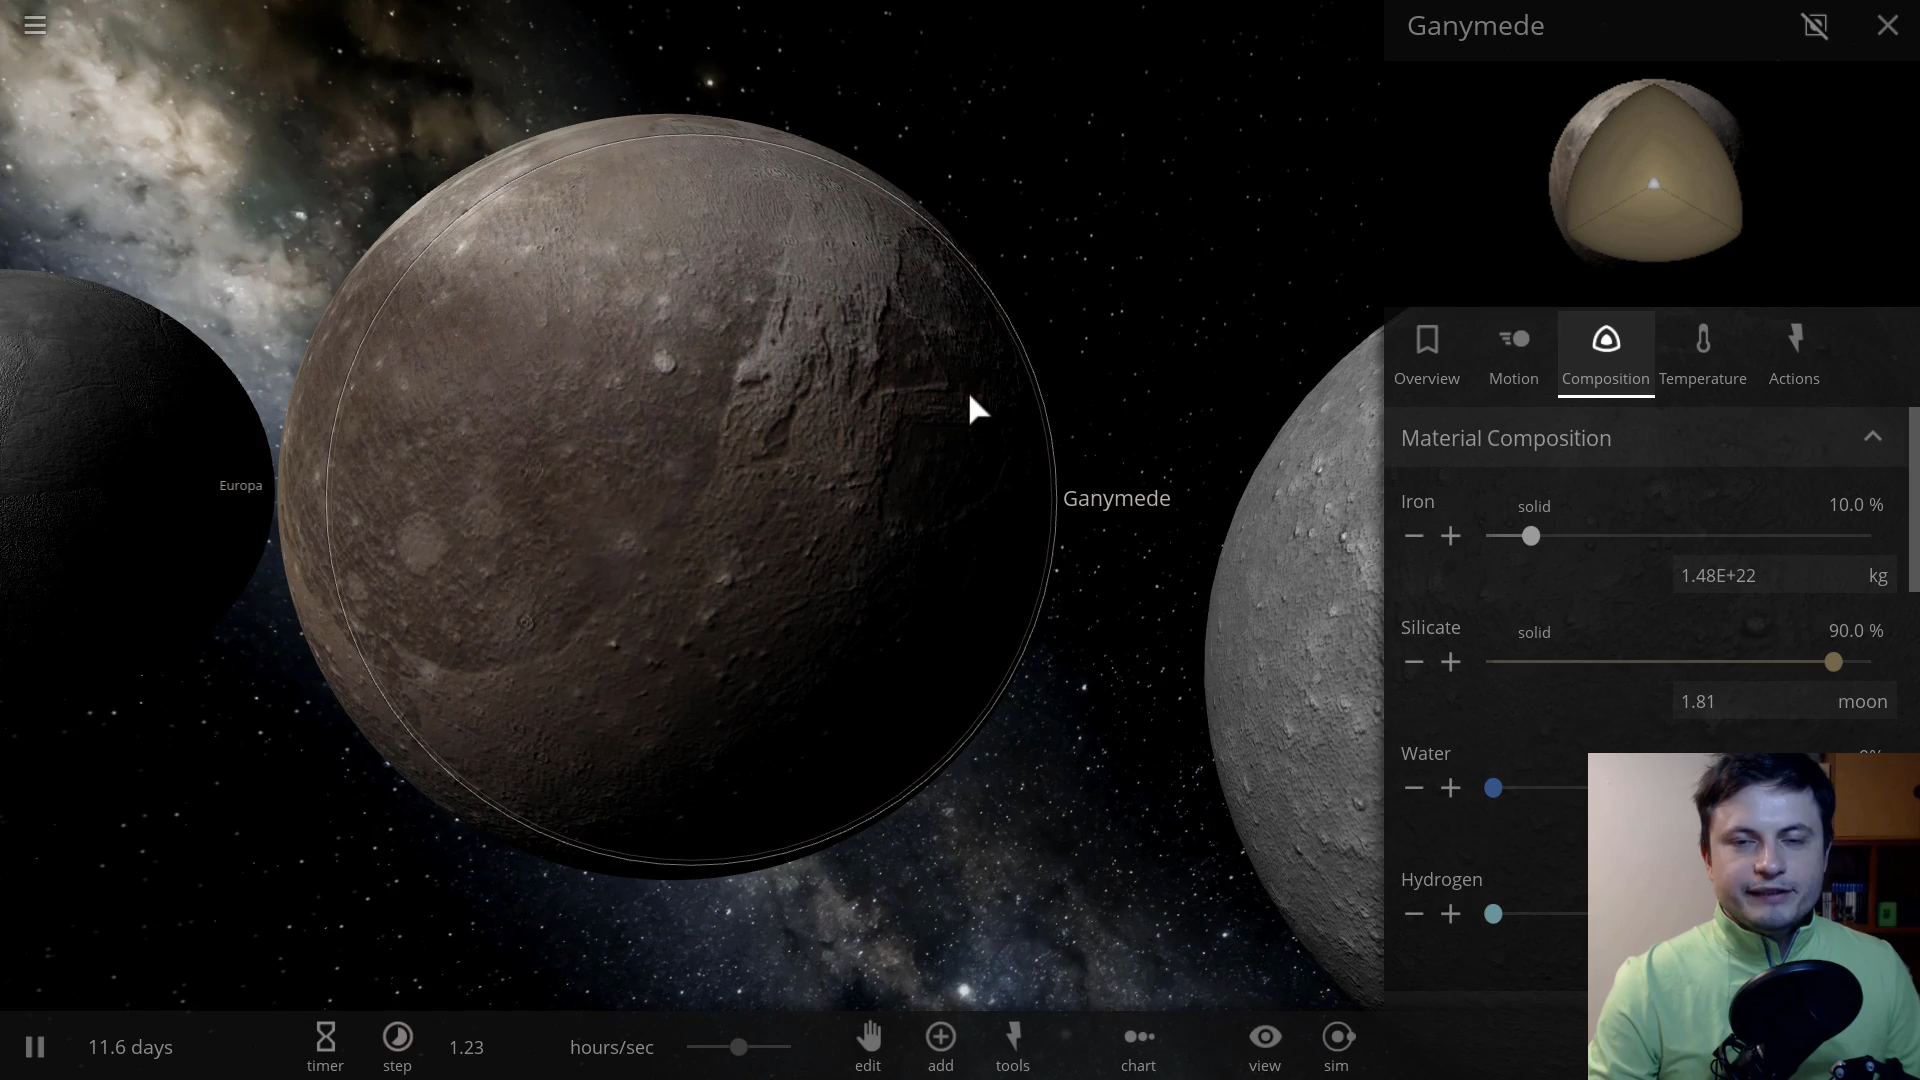 Ganymede
Overview
Motion
Composition
Temperature
Actions
Material Composition
Iron
solid
10.0 %
1.48E+22 kg
Silicate
solid
90.0 %
1.81 moon
Water
Hydrogen
Europa
Ganymede
11.6 days
timer
step
1.23
hours/sec
edit
add
tools
chart
view
sim